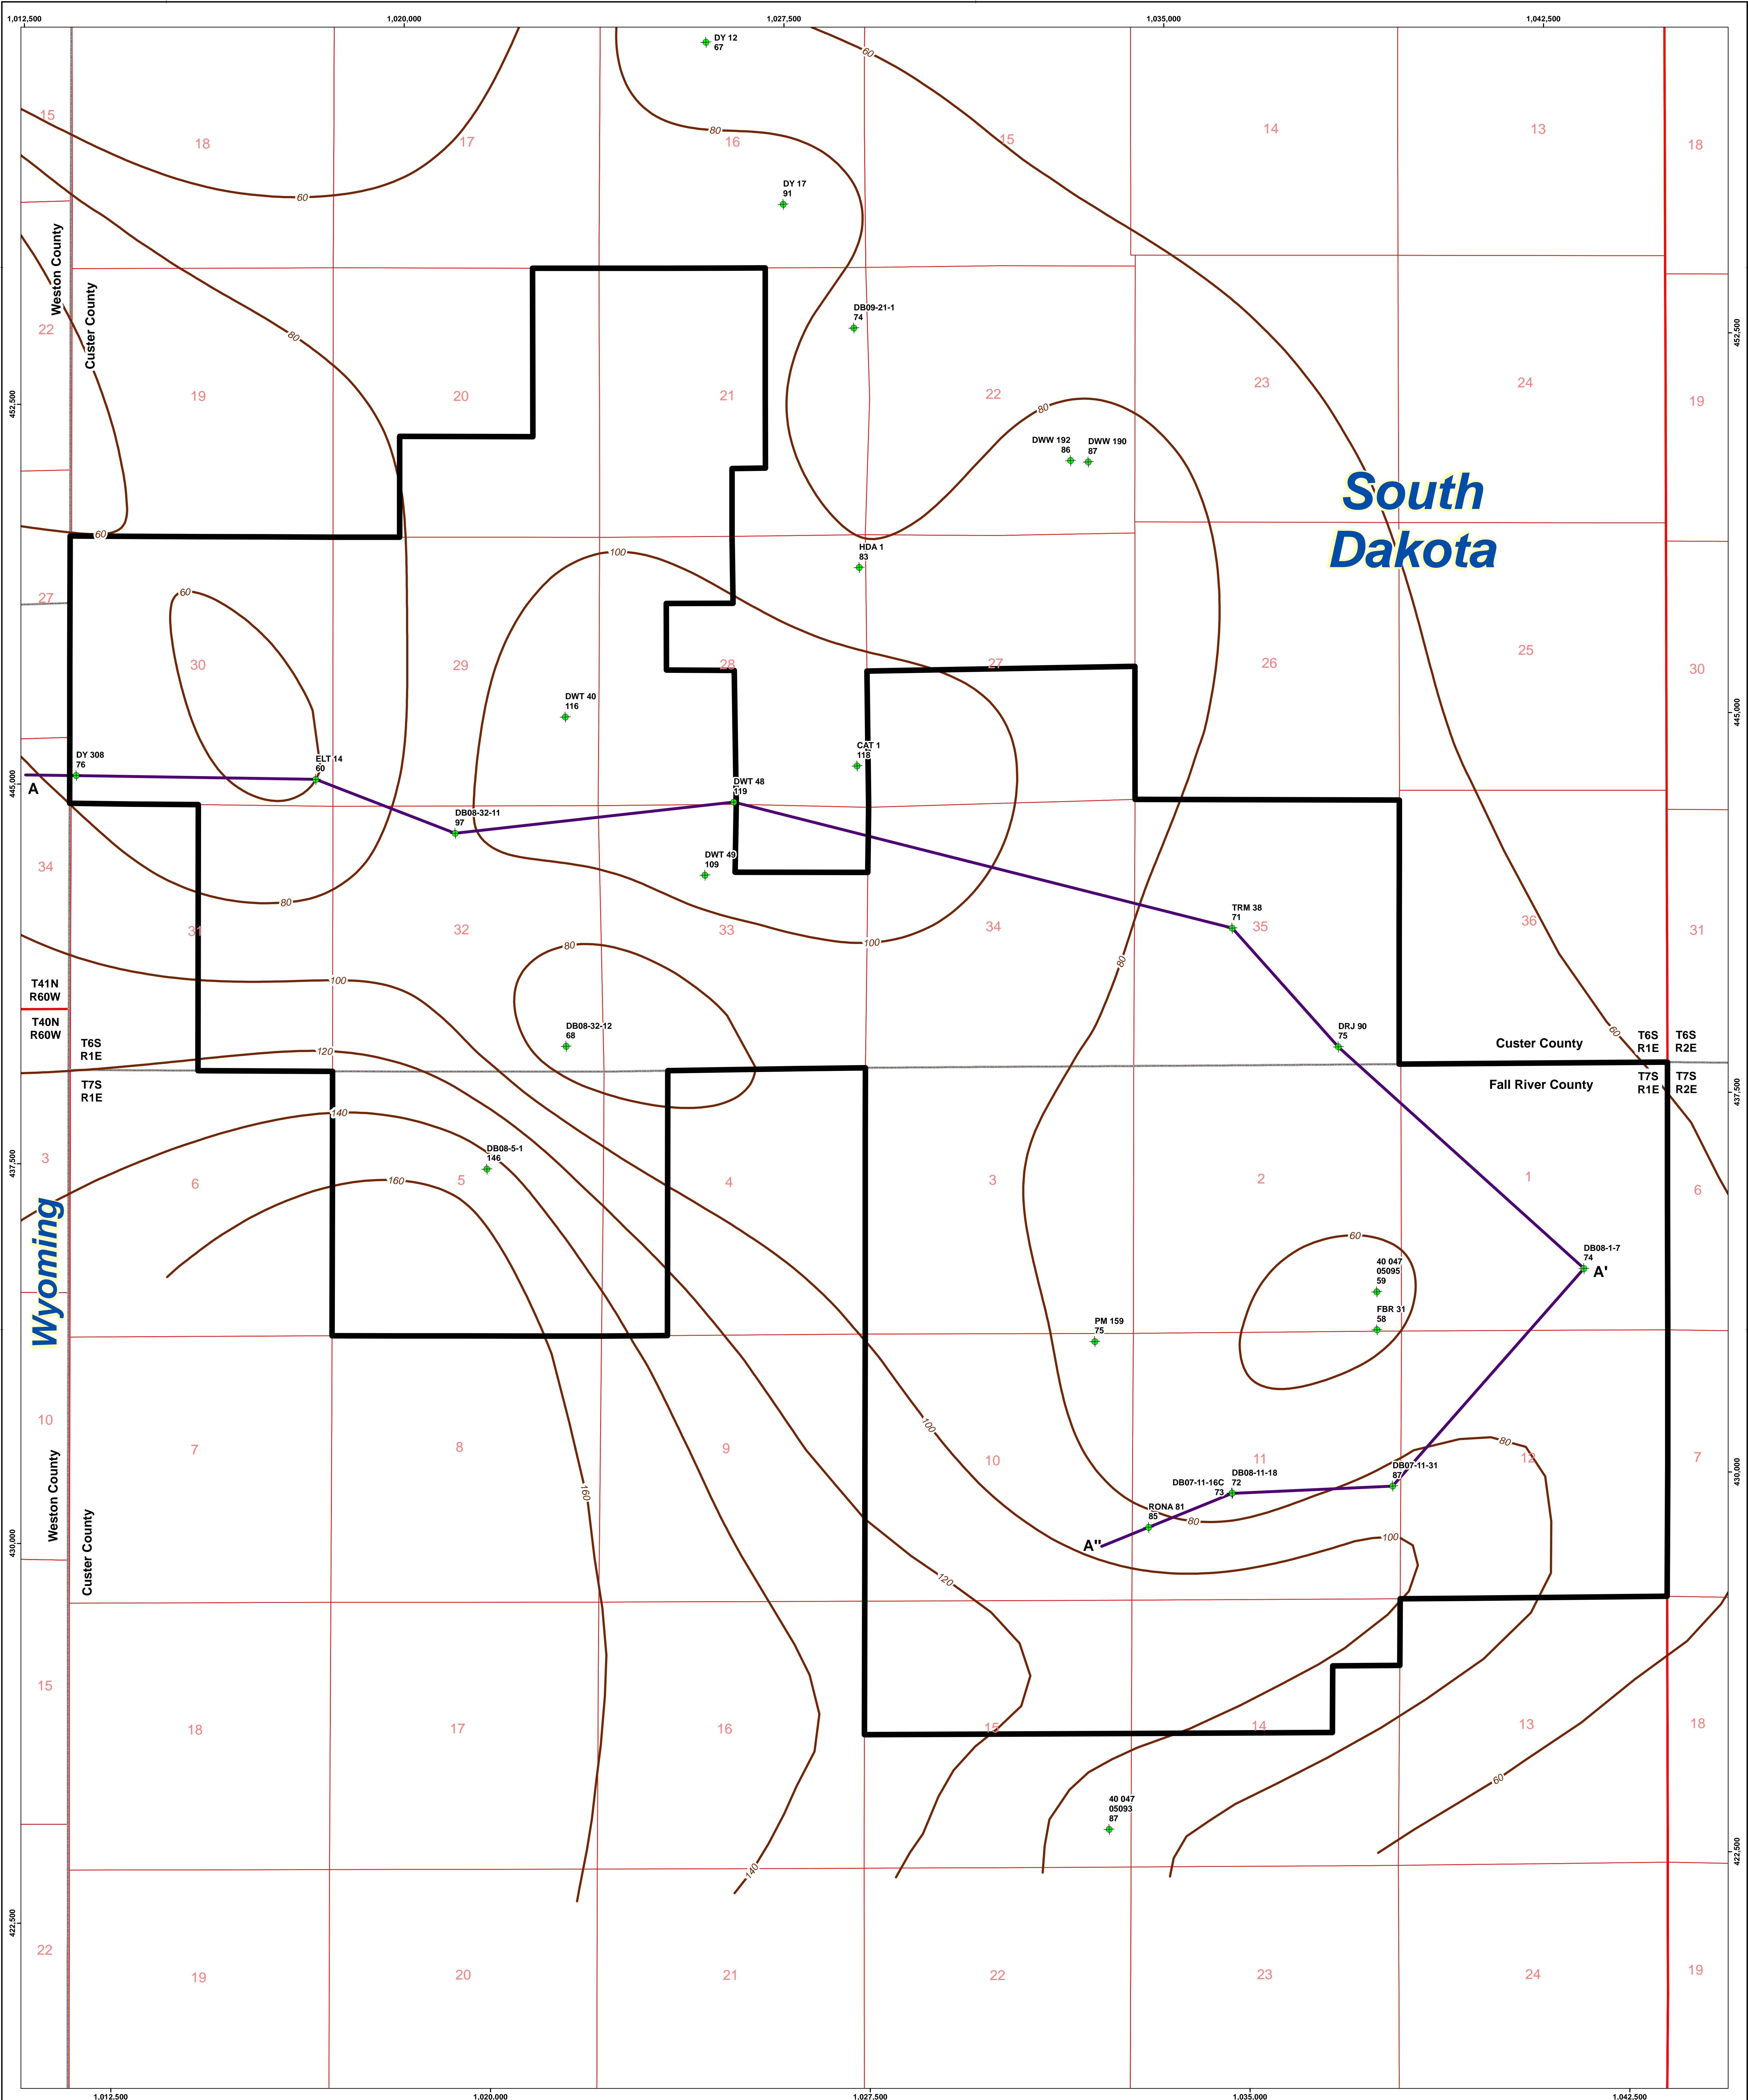 1,012,500
1,020,000
1,027,500
1,035,000
1,042,500
DY 12
67
60
15
18
17
80
16
15
14
13
18
60
DY 17
91
Weston County
Custer County
22
80
DB09-21-1
74
452,500
452,500
19
20
21
22
23
24
19
80
DWW 192
86
DWW 190
87
South
Dakota
60
100
HDA 1
83
27
60
30
29
28
27
26
25
30
DWT 40
116
445,000
445,000
CAT 1
118
DY 308
76
ELT 14
60
A
DWT 48
119
DB08-32-11
97
34
DWT 49
109
80
31
32
33
34
TRM 38
71
35
36
31
100
80
80
100
T41N
R60W
T40N
R60W
DB08-32-12
68
DRJ 90
75
60
Custer County
T6S
R1E
T6S
R2E
T6S
R1E
120
T7S
R1E
Fall River County
T7S
R1E
T7S
R2E
437,500
140
437,500
DB08-5-1
146
3
6
5
160
4
3
2
1
6
Wyoming
60
DB08-1-7
74
A'
40 047
05095
59
FBR 31
58
PM 159
75
10
7
8
9
100
10
11
12
7
80
Weston County
DB07-11-31
87
DB08-11-18
72
DB07-11-16C
73
160
430,000
RONA 81
85
80
A"
100
430,000
Custer County
120
15
18
17
16
15
14
13
18
60
40 047
05093
87
140
422,500
422,500
22
19
20
21
22
23
24
19
1,012,500
1,020,000
1,027,500
1,035,000
1,042,500